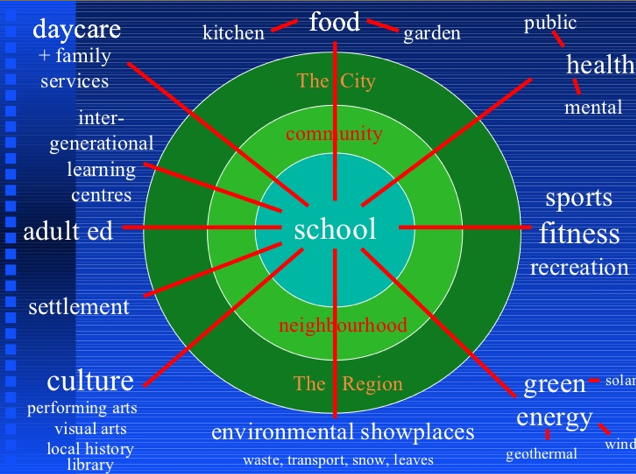 daycare
+ family
services
kitchen
food
garden
public
health
mental
The City
community
inter-
generational
learning
centres
adult ed
school
sports
fitness
recreation
settlement
neighbourhood
culture
performing arts
visual arts
local history
library
The Region
environmental showplaces
waste, transport, snow, leaves
green
energy
solar
wind
geothermal